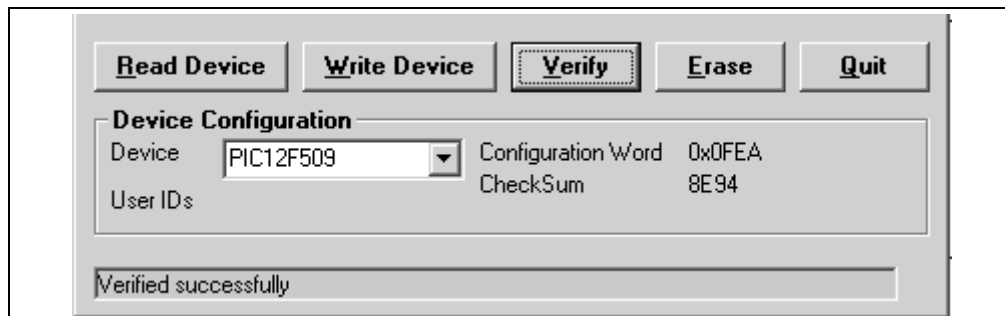 Read Device Write Device Verify Erase Quit
Device Configuration
Device PIC12F509 Configuration Word 0x0FEA
CheckSum 8E94
User IDs
Verified successfully